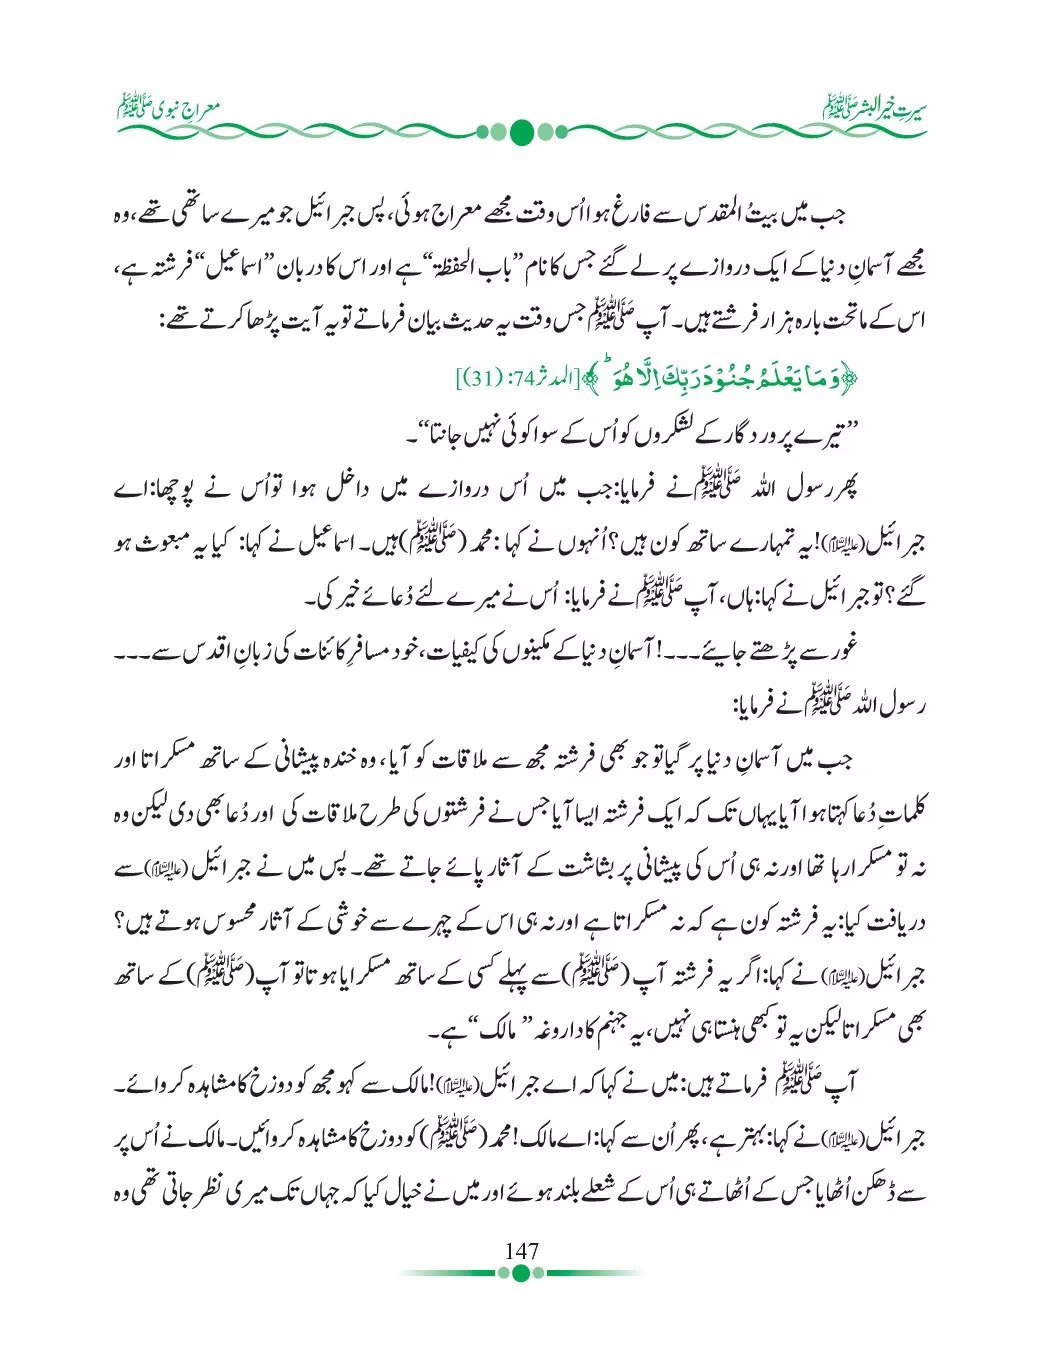 سیرتِ خیر البشر ﷺ
معراجِ نبوی ﷺ
جب میں بیتُ المقدس سے فارغ ہوا اُس وقت مجھے معراج ہوئی، پس جبرائیل جو میرے ساتھی تھے، وہ
مجھے آسمانِ دنیا کے ایک دروازے پر لے گئے جس کا نام ”باب الحفظۃ“ ہے اور اس کا دربان ”اسماعیل“ فرشتہ ہے،
اس کے ماتحت بارہ ہزار فرشتے ہیں۔ آپ ﷺ جس وقت یہ حدیث بیان فرماتے تو یہ آیت پڑھا کرتے تھے:
﴿وَمَا يَعْلَمُ جُنُوْدَ رَبِّكَ اِلَّا هُوَ ؕ﴾ [المدثر 74: (31)]
”تیرے پروردگار کے لشکروں کو اُس کے سوا کوئی نہیں جانتا“۔
پھر رسول اللہ ﷺ نے فرمایا: جب میں اُس دروازے میں داخل ہوا تو اُس نے پوچھا: اے
جبرائیل (علیہ السلام)! یہ تمہارے ساتھ کون ہیں؟ اُنہوں نے کہا: محمد (ﷺ) ہیں۔ اسماعیل نے کہا: کیا یہ مبعوث ہو
گئے؟ تو جبرائیل نے کہا: ہاں، آپ ﷺ نے فرمایا: اُس نے میرے لئے دُعائے خیر کی۔
غور سے پڑھتے جایئے۔۔۔! آسمانِ دنیا کے مکینوں کی کیفیات، خود مسافرِ کائنات کی زبانِ اقدس سے۔۔۔
رسول اللہ ﷺ نے فرمایا:
جب میں آسمانِ دنیا پر گیا تو جو بھی فرشتہ مجھ سے ملاقات کو آیا، وہ خندہ پیشانی کے ساتھ مسکراتا اور
کلماتِ دُعا کہتا ہوا آیا یہاں تک کہ ایک فرشتہ ایسا آیا جس نے فرشتوں کی طرح ملاقات کی اور دُعا بھی دی لیکن وہ
نہ تو مسکرا رہا تھا اور نہ ہی اُس کی پیشانی پر بشاشت کے آثار پائے جاتے تھے۔ پس میں نے جبرائیل (علیہ السلام) سے
دریافت کیا: یہ فرشتہ کون ہے کہ نہ مسکراتا ہے اور نہ ہی اس کے چہرے سے خوشی کے آثار محسوس ہوتے ہیں؟
جبرائیل (علیہ السلام) نے کہا: اگر یہ فرشتہ آپ (ﷺ) سے پہلے کسی کے ساتھ مسکرایا ہوتا تو آپ (ﷺ) کے ساتھ
بھی مسکراتا لیکن یہ تو کبھی ہنستا ہی نہیں، یہ جہنم کا داروغہ ”مالک“ ہے۔
آپ ﷺ فرماتے ہیں: میں نے کہا کہ اے جبرائیل (علیہ السلام)! مالک سے کہو مجھ کو دوزخ کا مشاہدہ کروائے۔
جبرائیل (علیہ السلام) نے کہا: بہتر ہے، پھر اُن سے کہا: اے مالک! محمد (ﷺ) کو دوزخ کا مشاہدہ کروائیں۔ مالک نے اُس پر
سے ڈھکن اُٹھایا جس کے اُٹھاتے ہی اُس کے شعلے بلند ہوئے اور میں نے خیال کیا کہ جہاں تک میری نظر جاتی تھی وہ
147